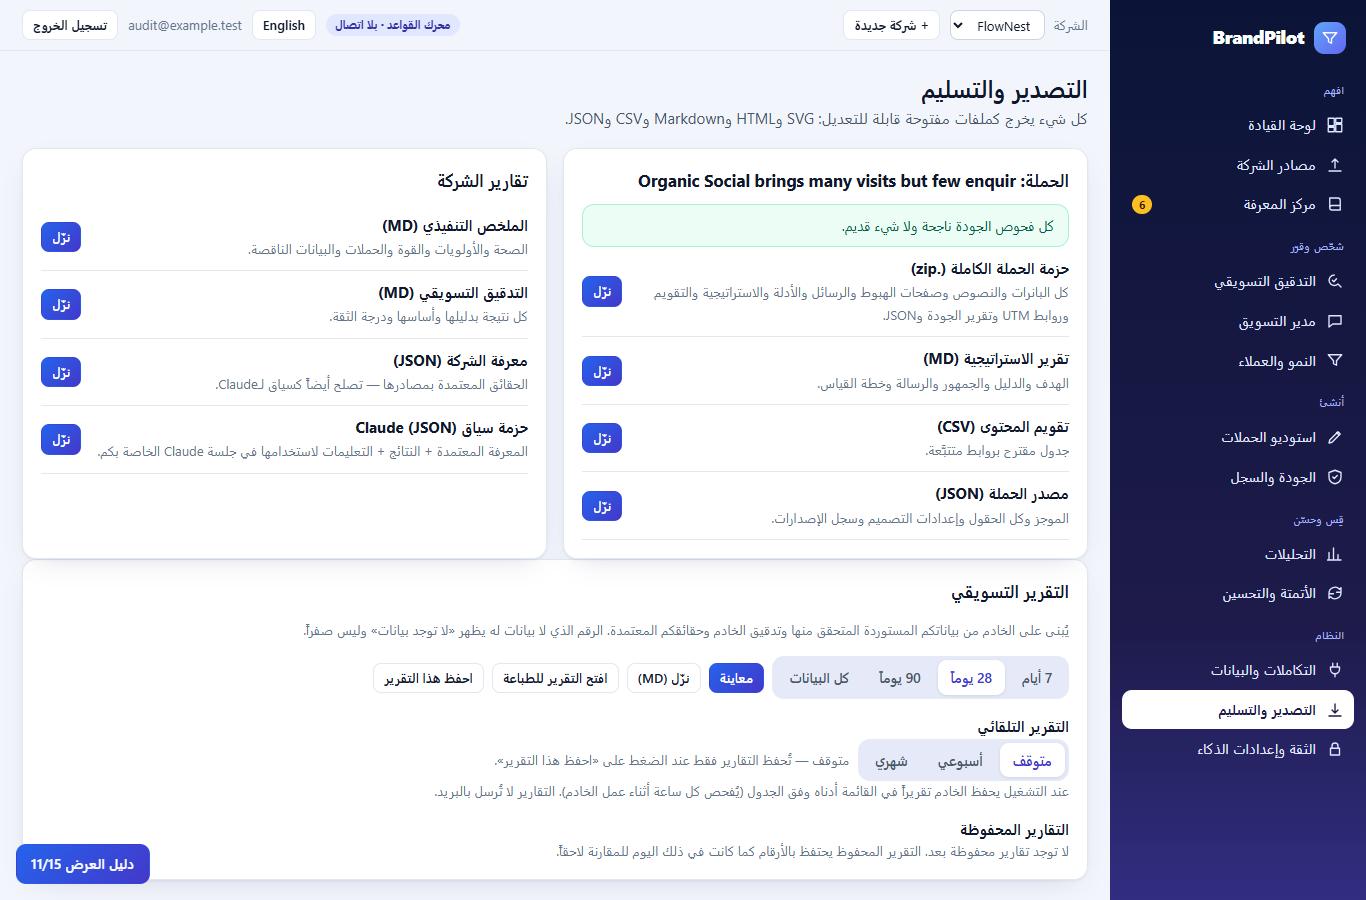 BrandPilot
افهم
لوحة القيادة
مصادر الشركة
مركز المعرفة
6
شخّص وقرّر
التدقيق التسويقي
مدير التسويق
النمو والعملاء
أنشئ
استوديو الحملات
الجودة والسجل
قِس وحسّن
التحليلات
الأتمتة والتحسين
النظام
التكاملات والبيانات
التصدير والتسليم
الثقة وإعدادات الذكاء
الشركة
FlowNest
+ شركة جديدة
محرك القواعد · بلا اتصال
English
audit@example.test
تسجيل الخروج
التصدير والتسليم
كل شيء يخرج كملفات مفتوحة قابلة للتعديل: SVG وHTML وMarkdown وCSV وJSON.
الحملة: Organic Social brings many visits but few enquir
كل فحوص الجودة ناجحة ولا شيء قديم.
حزمة الحملة الكاملة (.zip)
كل البانرات والنصوص وصفحات الهبوط والرسائل والأدلة والاستراتيجية والتقويم
وروابط UTM وتقرير الجودة وJSON.
نزّل
تقرير الاستراتيجية (MD)
الهدف والدليل والجمهور والرسالة وخطة القياس.
نزّل
تقويم المحتوى (CSV)
جدول مقترح بروابط متتبَّعة.
نزّل
مصدر الحملة (JSON)
الموجز وكل الحقول وإعدادات التصميم وسجل الإصدارات.
نزّل
تقارير الشركة
الملخص التنفيذي (MD)
الصحة والأولويات والقوة والحملات والبيانات الناقصة.
نزّل
التدقيق التسويقي (MD)
كل نتيجة بدليلها وأساسها ودرجة الثقة.
نزّل
معرفة الشركة (JSON)
الحقائق المعتمدة بمصادرها — تصلح أيضاً كسياق لـClaude.
نزّل
حزمة سياق Claude (JSON)
المعرفة المعتمدة + النتائج + التعليمات لاستخدامها في جلسة Claude الخاصة بكم.
نزّل
التقرير التسويقي
يُبنى على الخادم من بياناتكم المستوردة المتحقق منها وتدقيق الخادم وحقائقكم المعتمدة. الرقم الذي لا بيانات له يظهر «لا توجد بيانات» وليس صفراً.
7 أيام
28 يوماً
90 يوماً
كل البيانات
معاينة
نزّل (MD)
افتح التقرير للطباعة
احفظ هذا التقرير
التقرير التلقائي
متوقف
أسبوعي
شهري
متوقف — تُحفظ التقارير فقط عند الضغط على «احفظ هذا التقرير».
عند التشغيل يحفظ الخادم تقريراً في القائمة أدناه وفق الجدول (يُفحص كل ساعة أثناء عمل الخادم). التقارير لا تُرسل بالبريد.
التقارير المحفوظة
لا توجد تقارير محفوظة بعد. التقرير المحفوظ يحتفظ بالأرقام كما كانت في ذلك اليوم للمقارنة لاحقاً.
دليل العرض 11/15